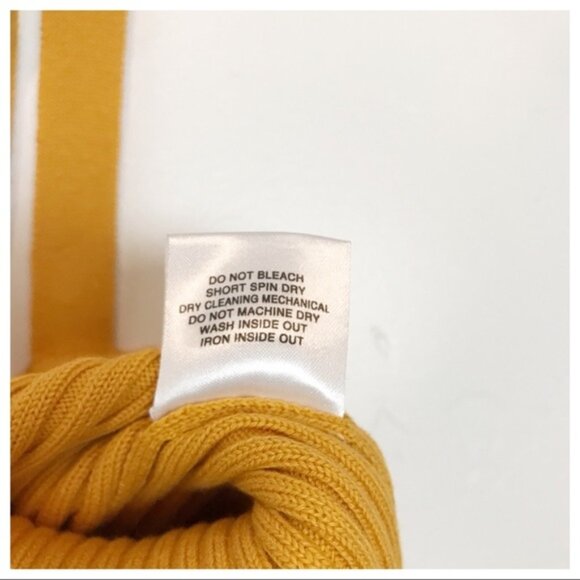 DO NOT BLEACH
SHORT SPIN DRY
DRY CLEANING MECHANICAL
DO NOT MACHINE DRY
WASH INSIDE OUT
IRON INSIDE OUT